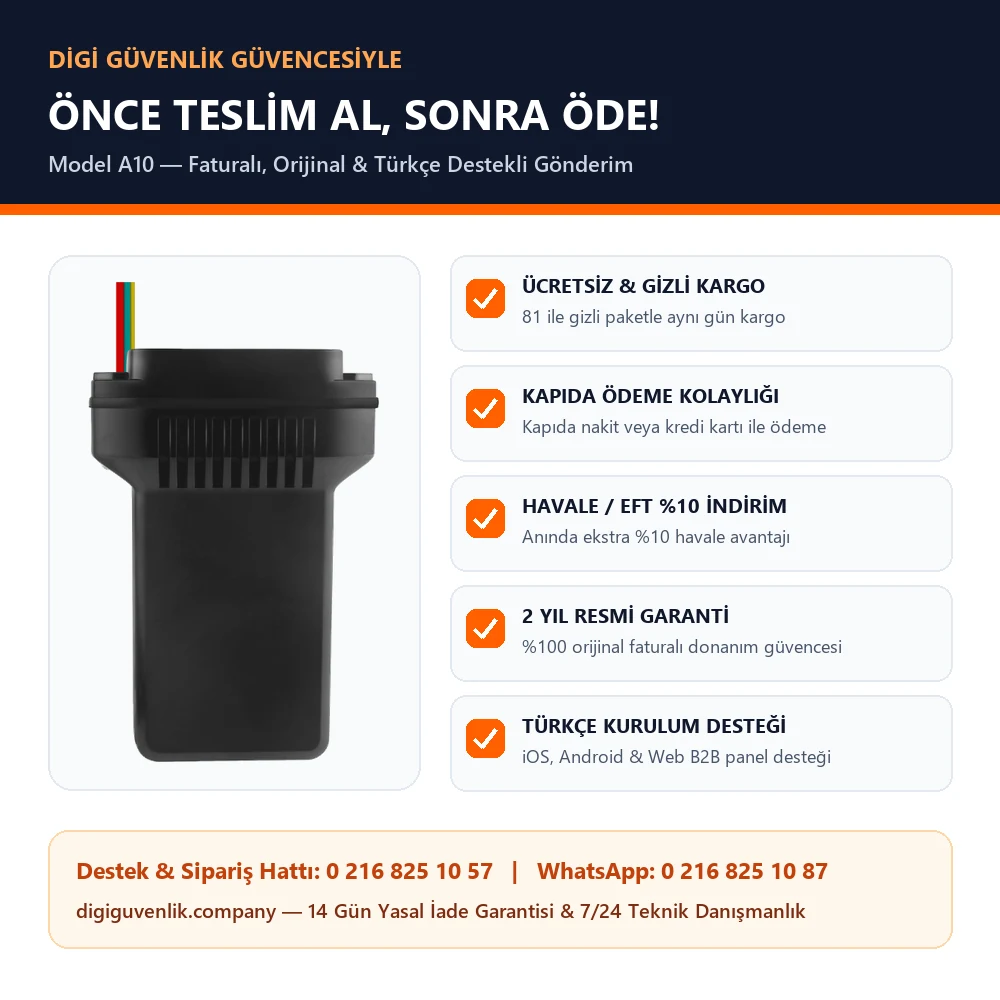 DİGİ GÜVENLİK GÜVENCESİYLE
ÖNCE TESLİM AL, SONRA ÖDE!
Model A10 — Faturalı, Orijinal & Türkçe Destekli Gönderim
ÜCRETSİZ & GİZLİ KARGO
81 ile gizli paketle aynı gün kargo
KAPIDA ÖDEME KOLAYLIĞI
Kapıda nakit veya kredi kartı ile ödeme
HAVALE / EFT %10 İNDİRİM
Anında ekstra %10 havale avantajı
2 YIL RESMİ GARANTİ
%100 orijinal faturalı donanım güvencesi
TÜRKÇE KURULUM DESTEĞİ
iOS, Android & Web B2B panel desteği
Destek & Sipariş Hattı: 0 216 825 10 57 | WhatsApp: 0 216 825 10 87
digiguvenlik.company — 14 Gün Yasal İade Garantisi & 7/24 Teknik Danışmanlık